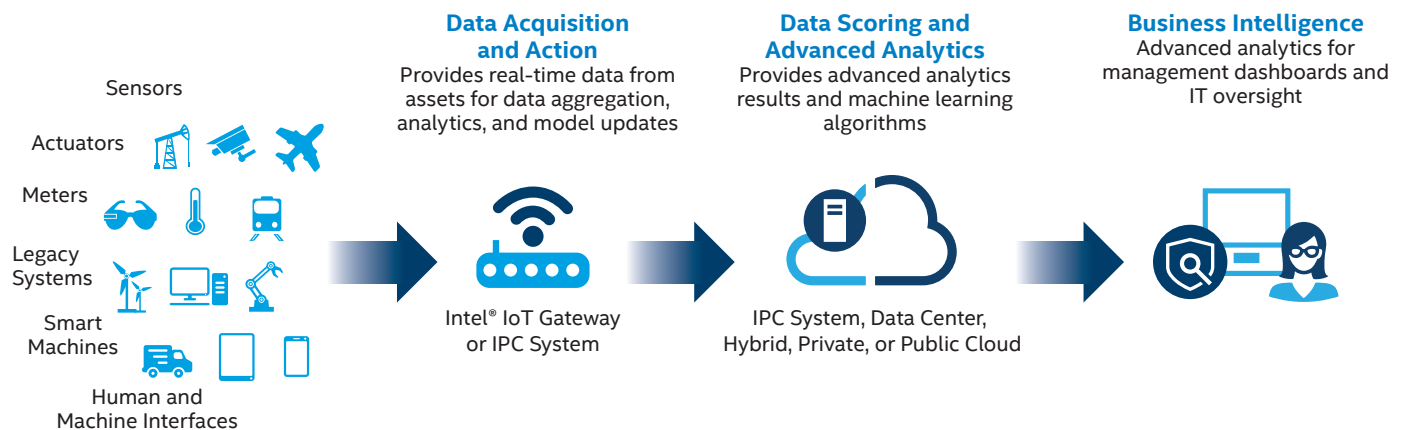 Sensors
Actuators
Meters
Legacy
Systems
Smart
Machines
Human and
Machine Interfaces
Data Acquisition
and Action
Provides real-time data from
assets for data aggregation,
analytics, and model updates
Intel® IoT Gateway
or IPC System
Data Scoring and
Advanced Analytics
Provides advanced analytics
results and machine learning
algorithms
IPC System, Data Center,
Hybrid, Private, or Public Cloud
Business Intelligence
Advanced analytics for
management dashboards and
IT oversight